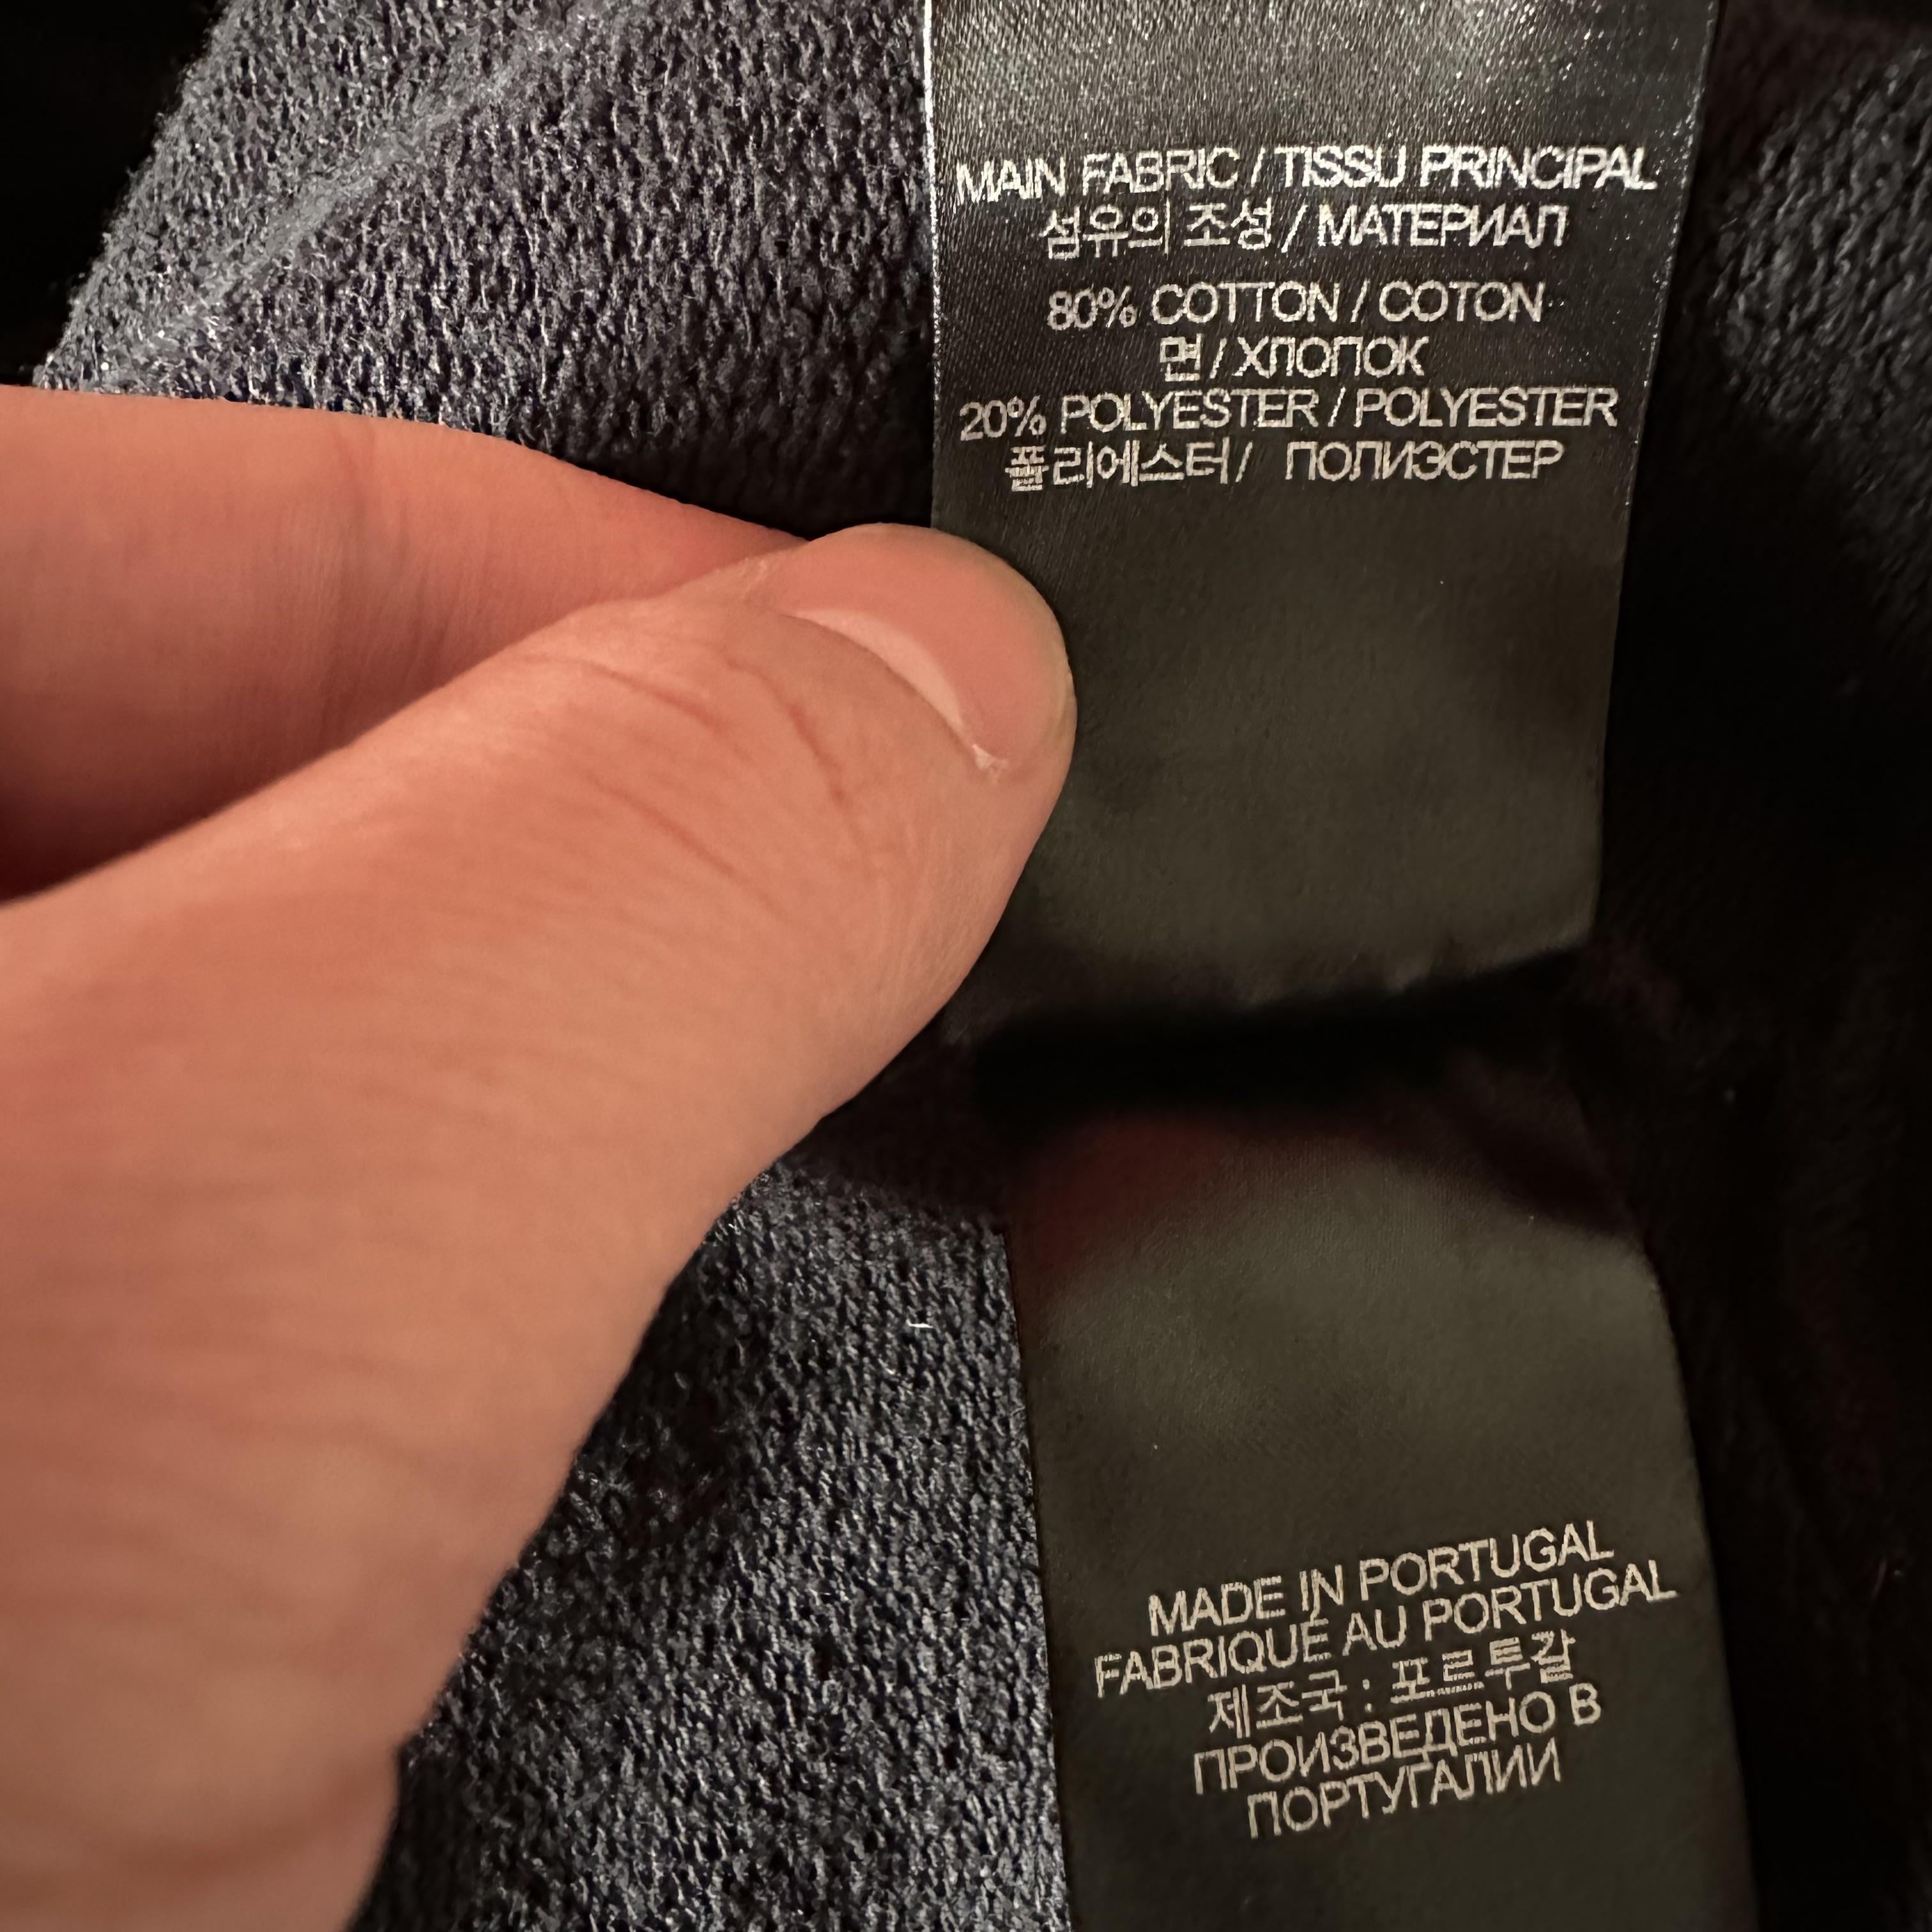 MAIN FABRIC / TISSU PRINCIPAL
섬유의 조성 / МАТЕРИАЛ
80% COTTON / COTON
면 / ХЛОПОК
20% POLYESTER / POLYESTER
폴리에스터 / ПОЛИЭСТЕР
MADE IN PORTUGAL
FABRIQUÉ AU PORTUGAL
제조국 : 포르투갈
ПРОИЗВЕДЕНО В
ПОРТУГАЛИИ